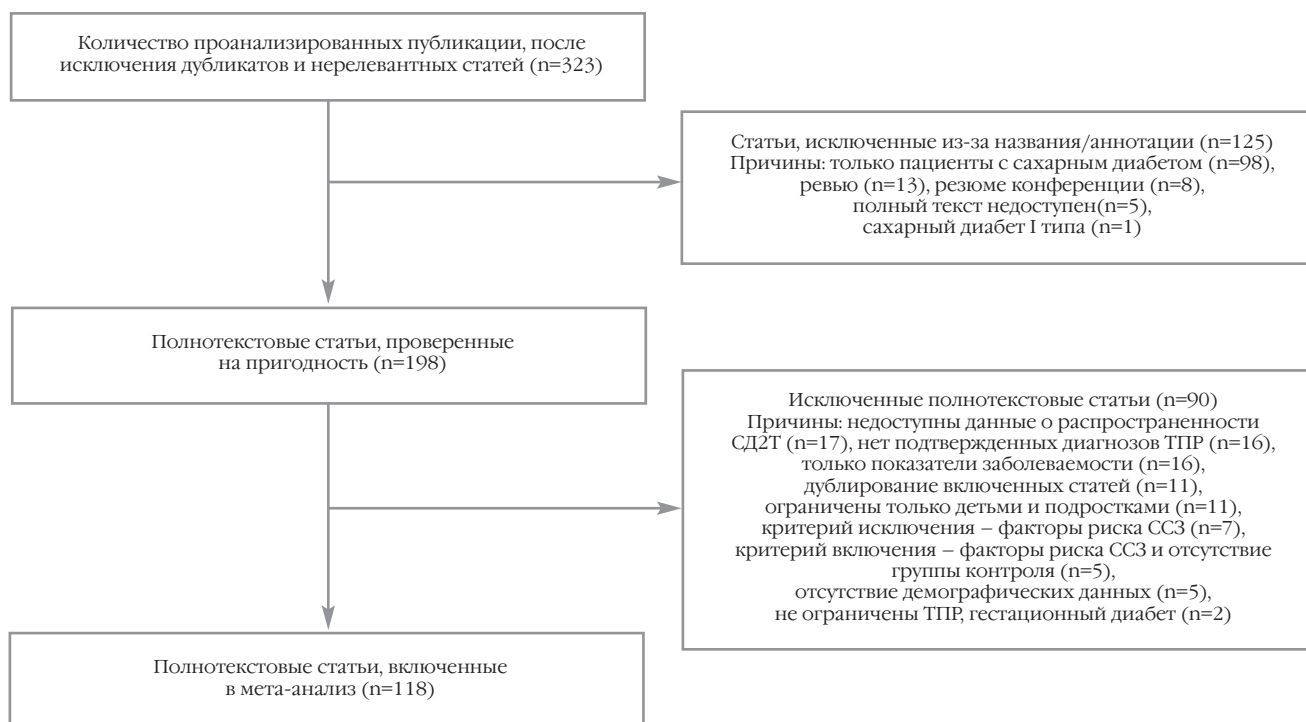 Количество проанализированных публикации, после
исключения дубликатов и нерелевантных статей (n=323)
Статьи, исключенные из-за названия/аннотации (n=125)
Причины: только пациенты с сахарным диабетом (n=98),
ревью (n=13), резюме конференции (n=8),
полный текст недоступен(n=5),
сахарный диабет I типа (n=1)
Полнотекстовые статьи, проверенные
на пригодность (n=198)
Исключенные полнотекстовые статьи (n=90)
Причины: недоступны данные о распространенности
СД2Т (n=17), нет подтвержденных диагнозов ТПР (n=16),
только показатели заболеваемости (n=16),
дублирование включенных статей (n=11),
ограничены только детьми и подростками (n=11),
критерий исключения – факторы риска ССЗ (n=7),
критерий включения – факторы риска ССЗ и отсутствие
группы контроля (n=5),
отсутствие демографических данных (n=5),
не ограничены ТПР, гестационный диабет (n=2)
Полнотекстовые статьи, включенные
в мета-анализ (n=118)